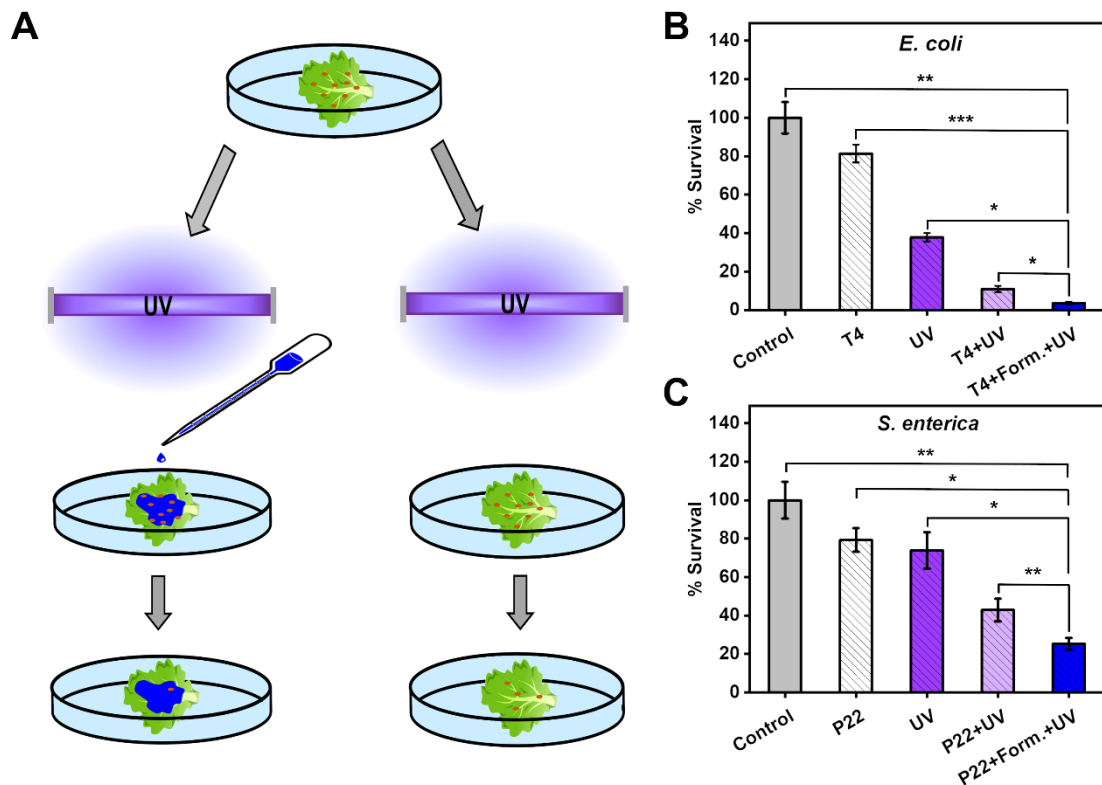 A
UV
UV
B
E. coli
**
***
*
*
% Survival
140
120
100
80
60
40
20
0
Control
T4
UV
T4+UV
T4+Form.+UV
C
S. enterica
**
*
*
**
% Survival
140
120
100
80
60
40
20
0
Control
P22
UV
P22+UV
P22+Form.+UV